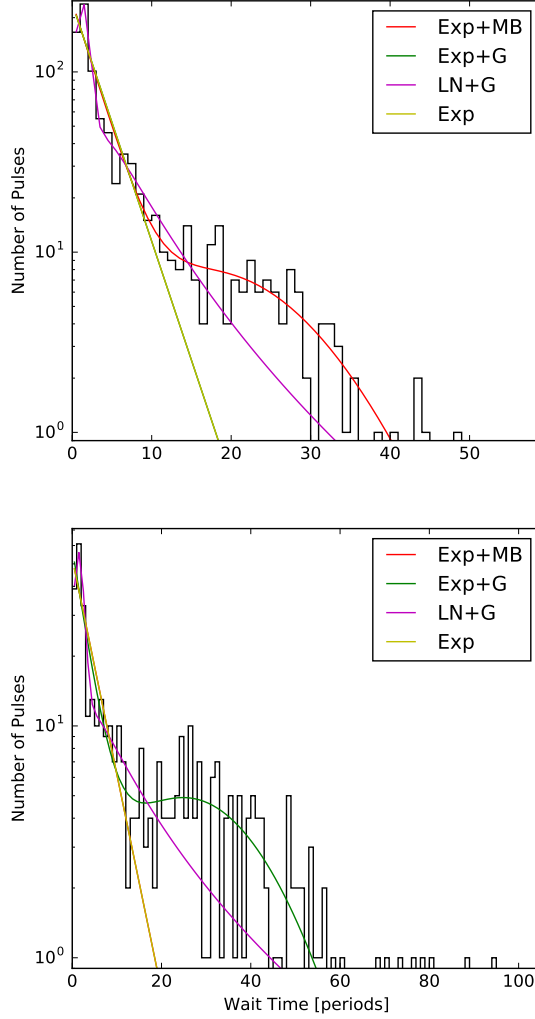 Exp+MB
Exp+G
LN+G
Exp
10²
10¹
10⁰
Number of Pulses
0 10 20 30 40 50
Exp+MB
Exp+G
LN+G
Exp
10¹
10⁰
Number of Pulses
0 20 40 60 80 100
Wait Time [periods]